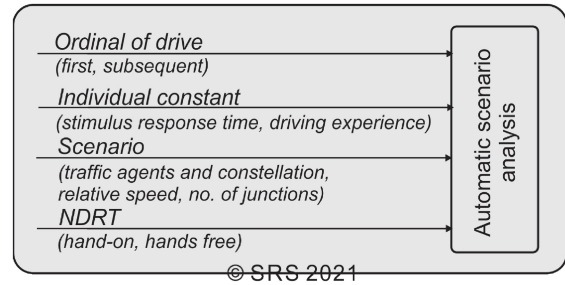 Ordinal of drive
(first, subsequent)
Individual constant
(stimulus response time, driving experience)
Scenario
(traffic agents and constellation,
relative speed, no. of junctions)
NDRT
(hand-on, hands free)
Automatic scenario
analysis
© SRS 2021